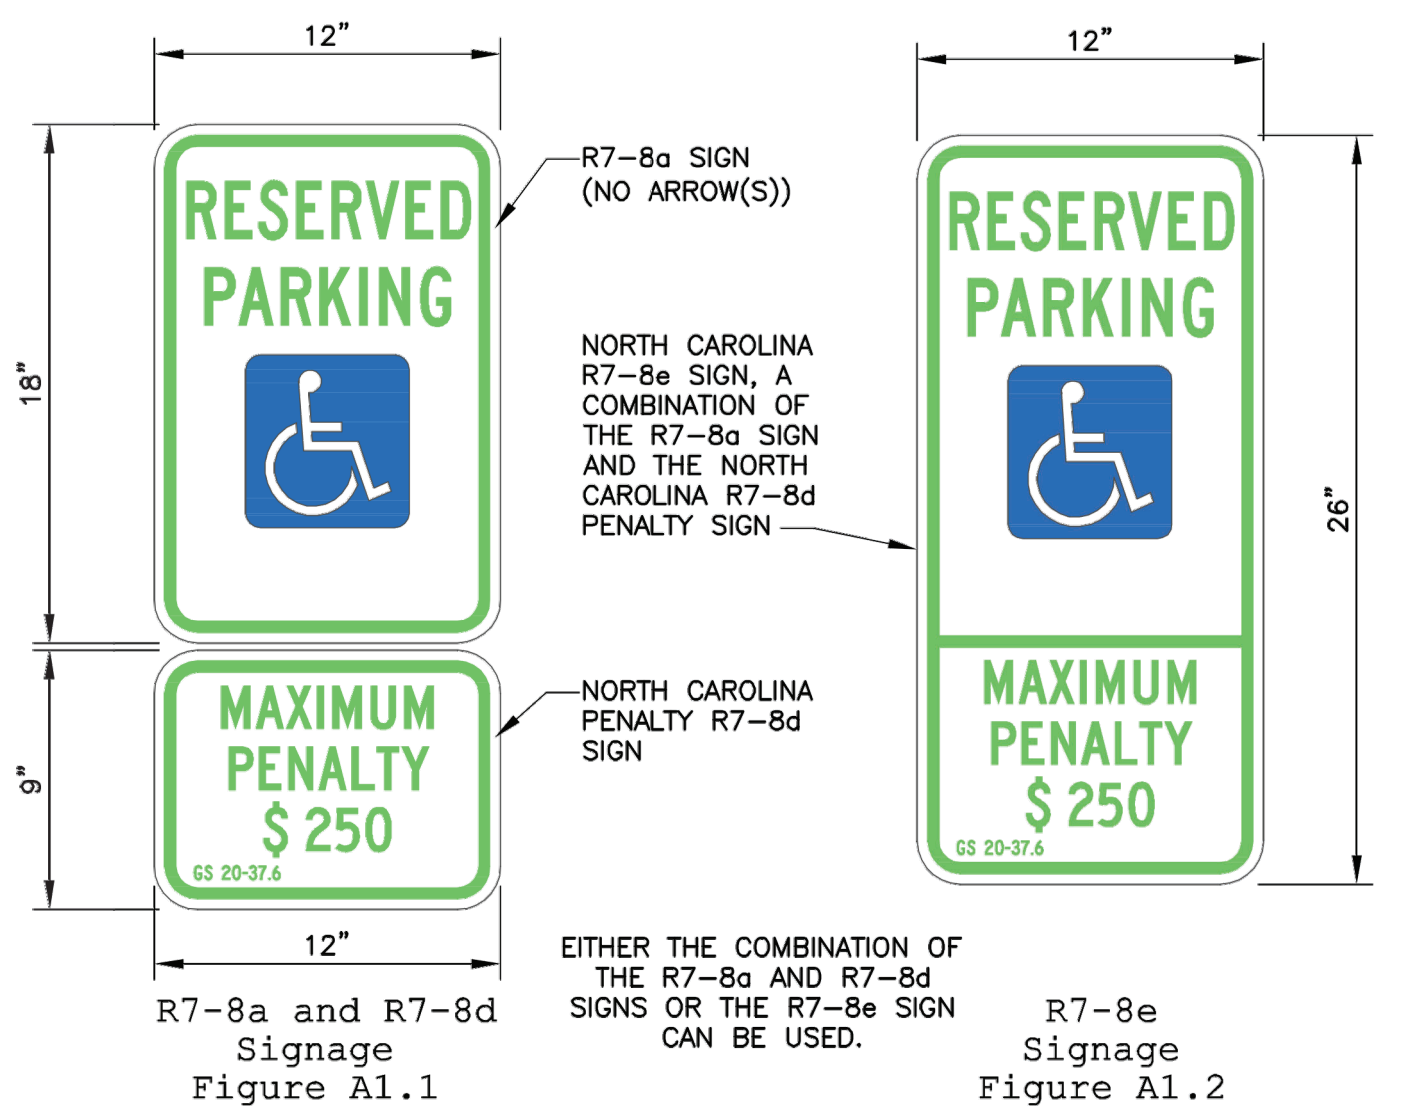 12”
18”
RESERVED
PARKING
R7-8a SIGN
(NO ARROW(S))
9”
MAXIMUM
PENALTY
$ 250
GS 20-37.6
NORTH CAROLINA
PENALTY R7-8d
SIGN
12”
R7-8a and R7-8d
Signage
Figure A1.1
NORTH CAROLINA
R7-8e SIGN, A
COMBINATION OF
THE R7-8a SIGN
AND THE NORTH
CAROLINA R7-8d
PENALTY SIGN
EITHER THE COMBINATION OF
THE R7-8a AND R7-8d
SIGNS OR THE R7-8e SIGN
CAN BE USED.
12”
RESERVED
PARKING
26”
MAXIMUM
PENALTY
$ 250
GS 20-37.6
R7-8e
Signage
Figure A1.2